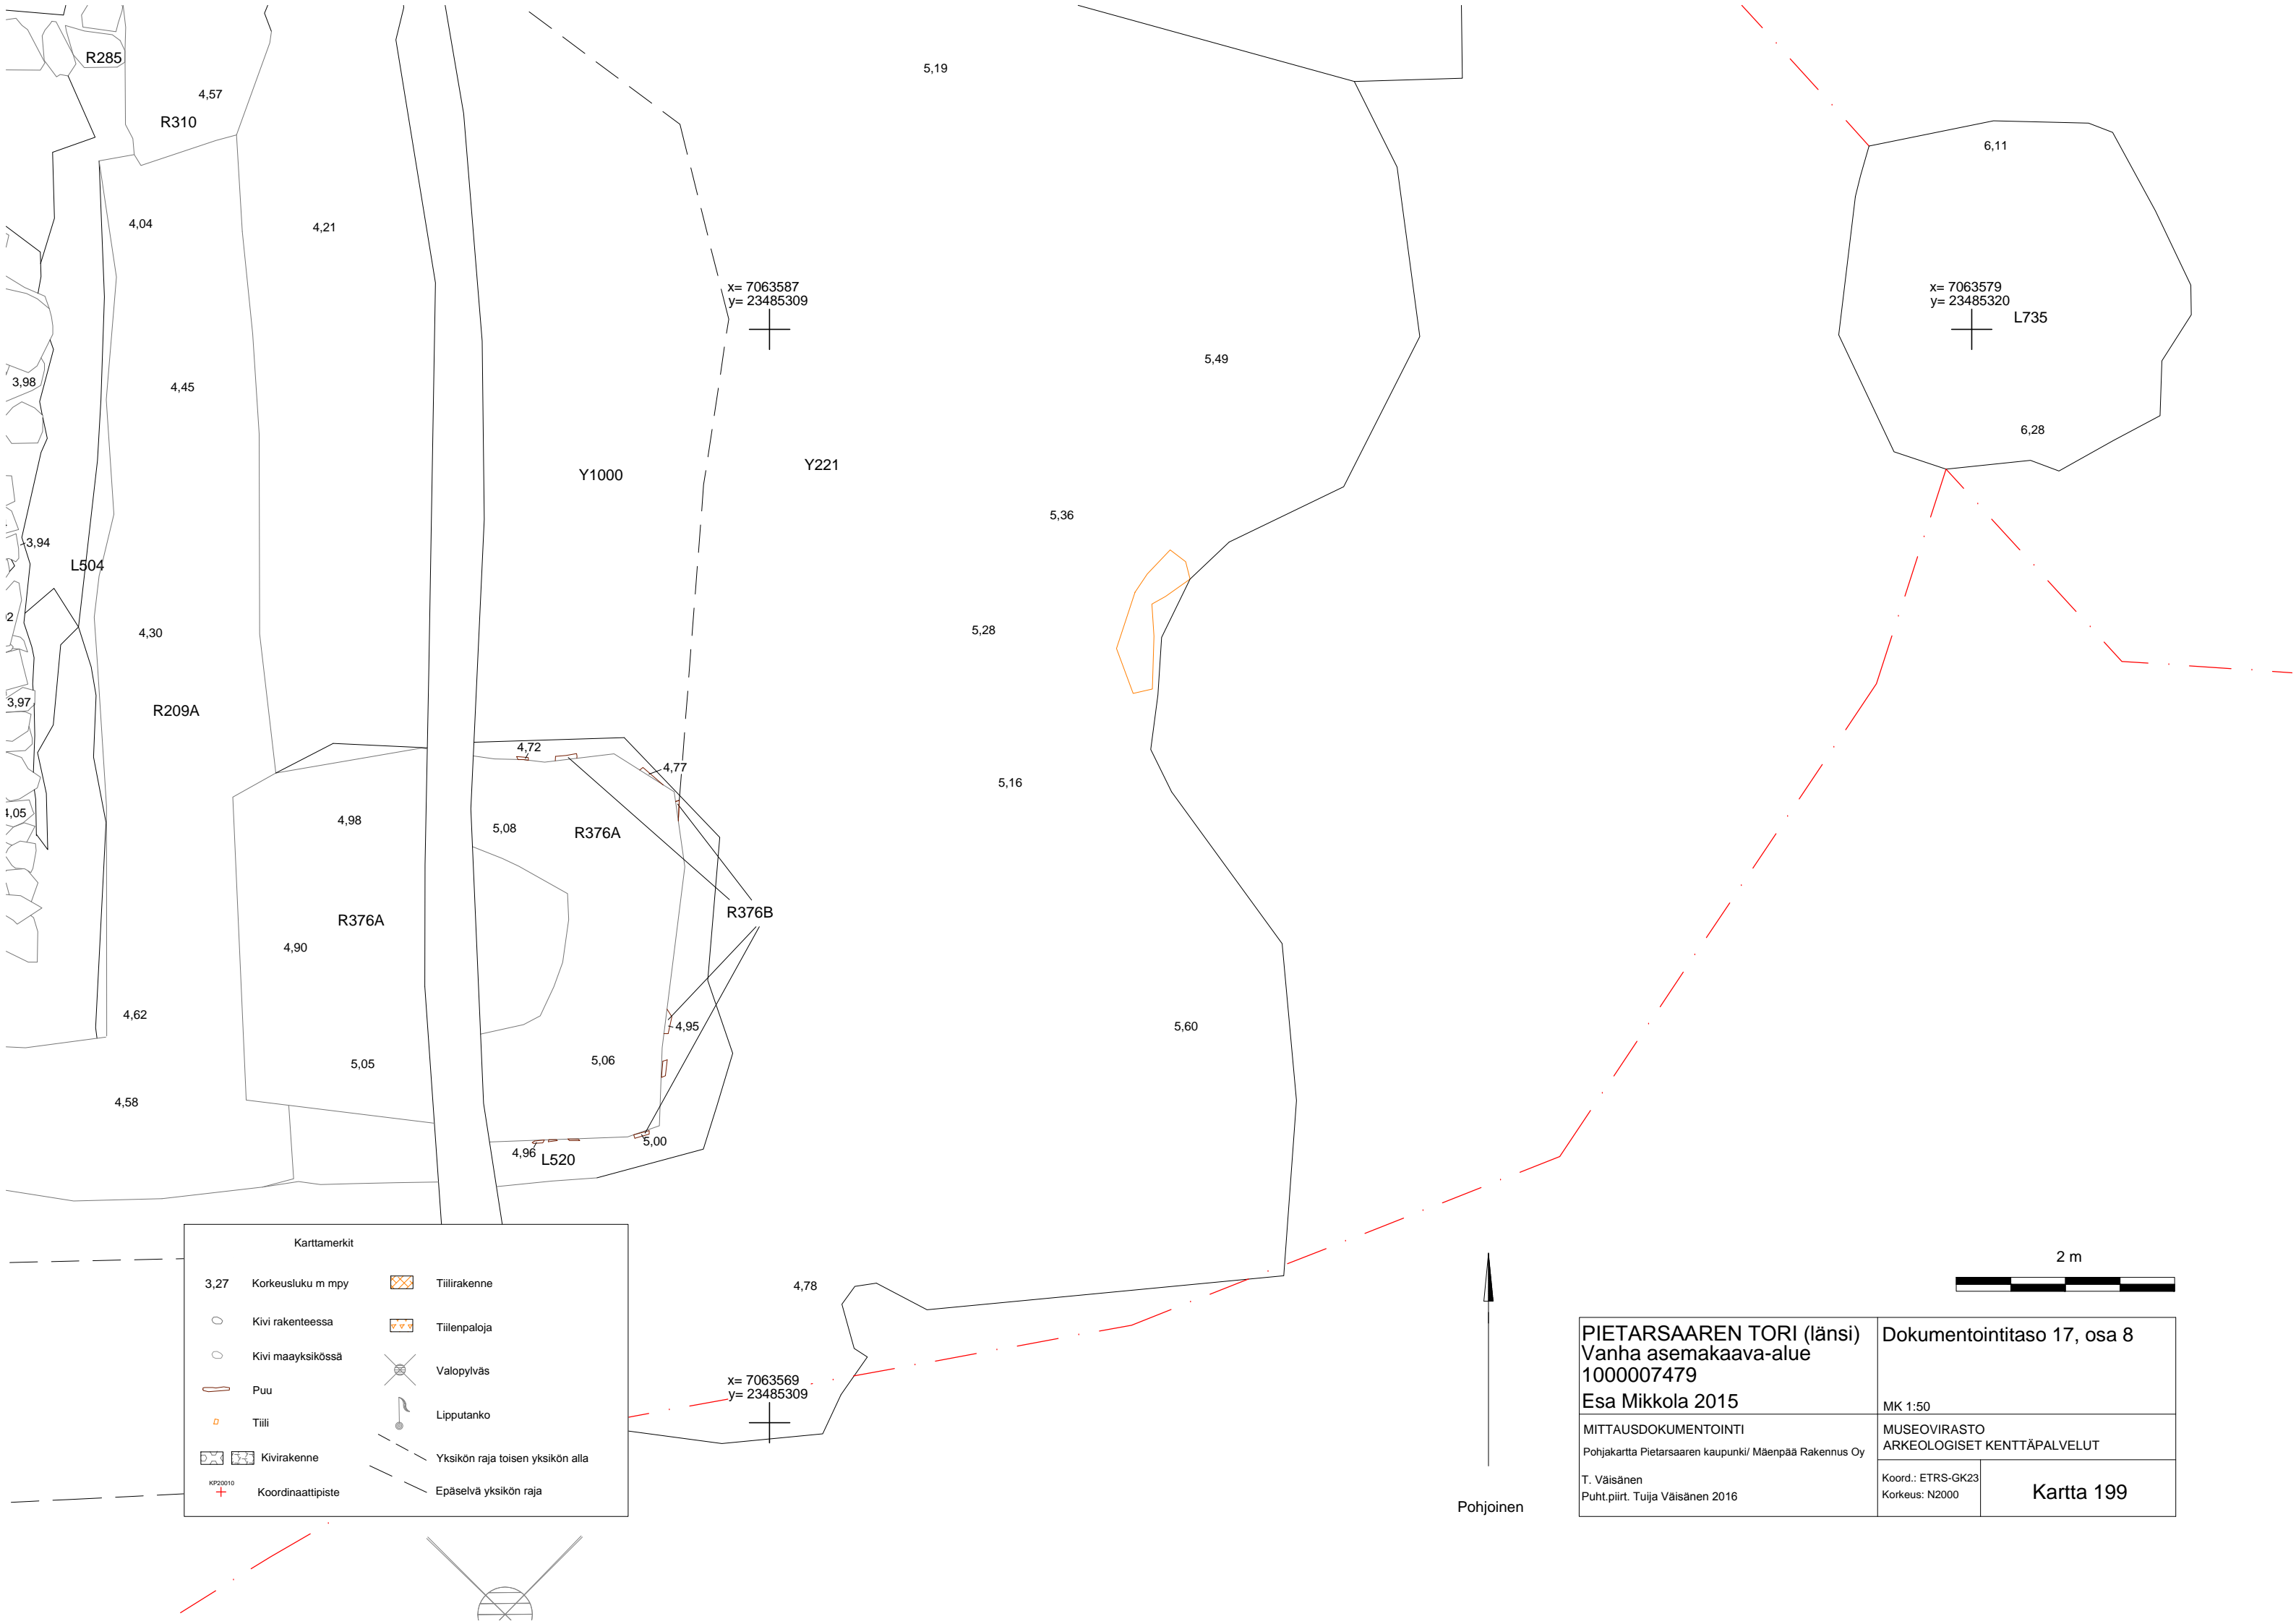 R285
5,19
4,57
R310
6,11
4,04
4,21
x= 7063587
y= 23485309
x= 7063579
y= 23485320
L735
5,49
3,98
4,45
6,28
Y1000
Y221
5,36
3,94
L504
4,30
5,28
3,97
R209A
4,72
4,77
5,16
4,05
4,98
5,08
R376A
R376B
R376A
4,90
4,62
4,95
5,60
5,05
5,06
4,58
4,96
5,00
L520
4,78
x= 7063569
y= 23485309
Karttamerkit
3,27 Korkeusluku m mpy
Kivi rakenteessa
Kivi maayksikössä
Puu
Tiili
Kivirakenne
KP20010
Koordinaattipiste
Tiilirakenne
Tiilenpaloja
Valopylväs
Lipputanko
Yksikön raja toisen yksikön alla
Epäselvä yksikön raja
Pohjoinen
2 m
PIETARSAAREN TORI (länsi)
Vanha asemakaava-alue
1000007479
Esa Mikkola 2015
Dokumentointitaso 17, osa 8
MK 1:50
MITTAUSDOKUMENTOINTI
Pohjakartta Pietarsaaren kaupunki/ Mäenpää Rakennus Oy
T. Väisänen
Puht.piirt. Tuija Väisänen 2016
MUSEOVIRASTO
ARKEOLOGISET KENTTÄPALVELUT
Koord.: ETRS-GK23
Korkeus: N2000
Kartta 199